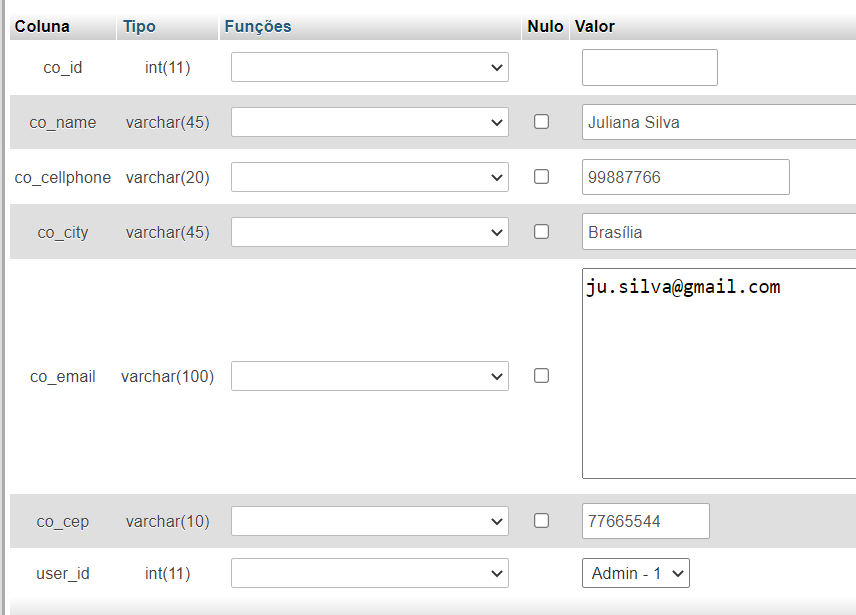 Coluna Tipo Funções Nulo Valor
co_id int(11)
co_name varchar(45) Juliana Silva
co_cellphone varchar(20) 99887766
co_city varchar(45) Brasília
co_email varchar(100) ju.silva@gmail.com
co_cep varchar(10) 77665544
user_id int(11) Admin - 1